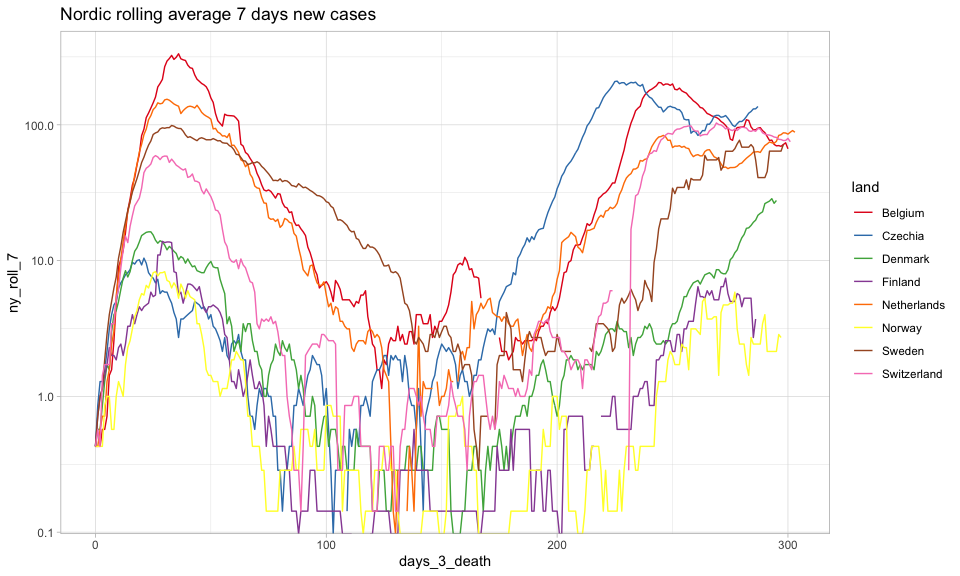 Nordic rolling average 7 days new cases
ny_roll_7
100.0
10.0
1.0
0.1
0
100
200
300
days_3_death
land
Belgium
Czechia
Denmark
Finland
Netherlands
Norway
Sweden
Switzerland